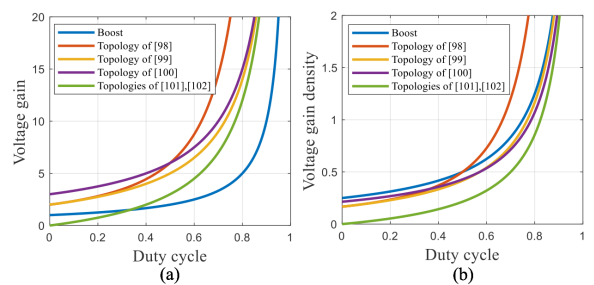 20
15
10
5
0
Voltage gain
Boost
Topology of [98]
Topology of [99]
Topology of [100]
Topologies of [101],[102]
0 0.2 0.4 0.6 0.8 1
Duty cycle
(a)
2
1.5
1
0.5
0
Voltage gain density
Boost
Topology of [98]
Topology of [99]
Topology of [100]
Topologies of [101],[102]
0 0.2 0.4 0.6 0.8 1
Duty cycle
(b)